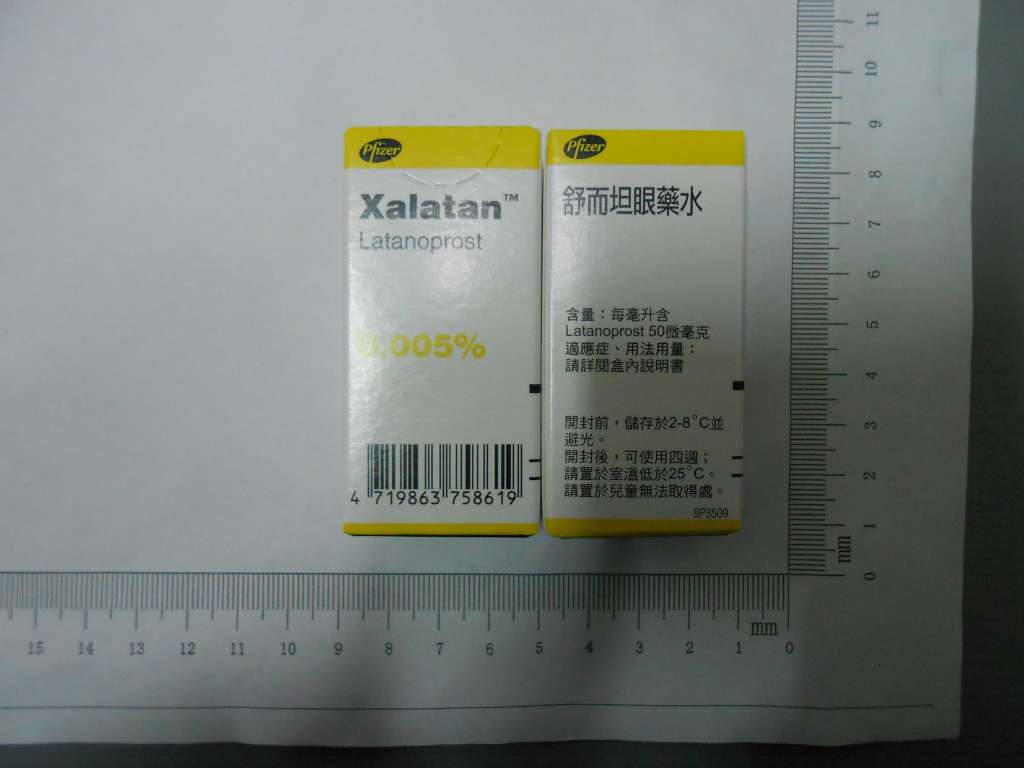 Pfizer
Xalatan™
Latanoprost
0.005%
4 719863 758619
Pfizer
舒而坦眼藥水
含量：每毫升含
Latanoprost 50微毫克
適應症、用法用量：
請詳閱盒內說明書
開封前，儲存於2-8°C並
避光。
開封後，可使用四週；
請置於室溫低於25°C。
請置於兒童無法取得處。
9P3509
11
10
9
8
7
6
5
4
3
2
1
0
mm
mm
15 14 13 12 11 10 9 8 7 6 5 4 3 2 1 0